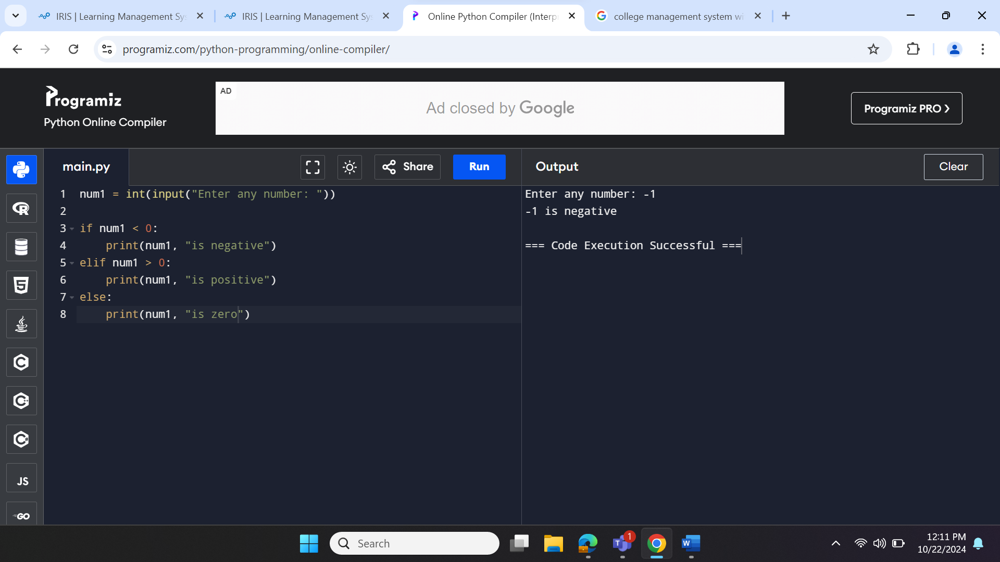 IRIS | Learning Management Sy
IRIS | Learning Management Sys
Online Python Compiler (Interp
college management system wi
programiz.com/python-programming/online-compiler/
Programiz
Python Online Compiler
AD
Ad closed by Google
Programiz PRO ❯
main.py
Share
Run
Output
Clear
1 num1 = int(input("Enter any number: "))
2
3 if num1 < 0:
4     print(num1, "is negative")
5 elif num1 > 0:
6     print(num1, "is positive")
7 else:
8     print(num1, "is zero")
Enter any number: -1
-1 is negative
=== Code Execution Successful ===
R
5
C
C++
C#
JS
GO
Search
T
1
W
12:11 PM
10/22/2024